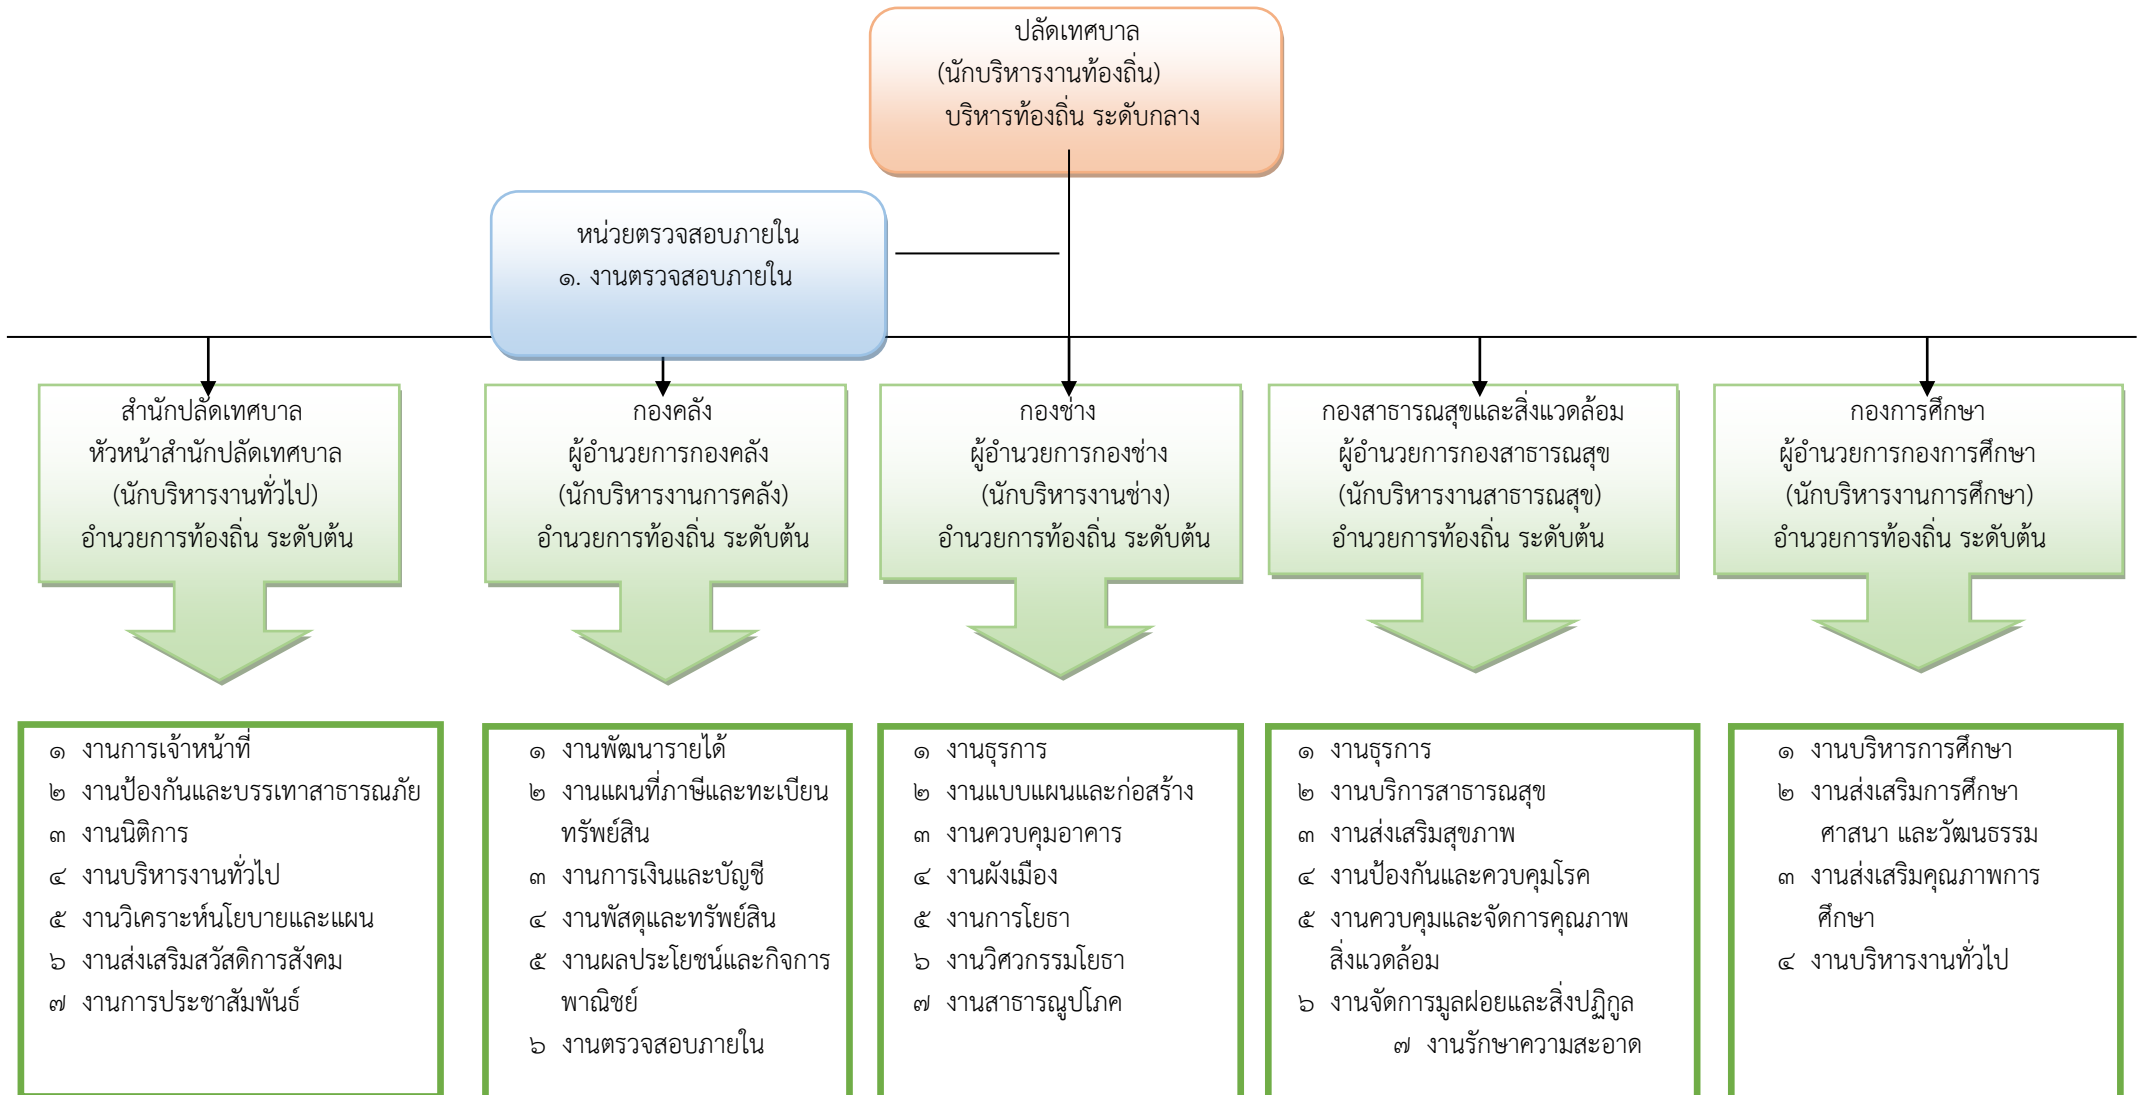 ปลัดเทศบาล
(นักบริหารงานท้องถิ่น)
บริหารท้องถิ่น ระดับกลาง
หน่วยตรวจสอบภายใน
๑. งานตรวจสอบภายใน
สำนักปลัดเทศบาล
หัวหน้าสำนักปลัดเทศบาล
(นักบริหารงานทั่วไป)
อำนวยการท้องถิ่น ระดับต้น
กองคลัง
ผู้อำนวยการกองคลัง
(นักบริหารงานการคลัง)
อำนวยการท้องถิ่น ระดับต้น
กองช่าง
ผู้อำนวยการกองช่าง
(นักบริหารงานช่าง)
อำนวยการท้องถิ่น ระดับต้น
กองสาธารณสุขและสิ่งแวดล้อม
ผู้อำนวยการกองสาธารณสุข
(นักบริหารงานสาธารณสุข)
อำนวยการท้องถิ่น ระดับต้น
กองการศึกษา
ผู้อำนวยการกองการศึกษา
(นักบริหารงานการศึกษา)
อำนวยการท้องถิ่น ระดับต้น
๑ งานการเจ้าหน้าที่
๒ งานป้องกันและบรรเทาสาธารณภัย
๓ งานนิติการ
๔ งานบริหารงานทั่วไป
๕ งานวิเคราะห์นโยบายและแผน
๖ งานส่งเสริมสวัสดิการสังคม
๗ งานการประชาสัมพันธ์
๑ งานพัฒนารายได้
๒ งานแผนที่ภาษีและทะเบียน
ทรัพย์สิน
๓ งานการเงินและบัญชี
๔ งานพัสดุและทรัพย์สิน
๕ งานผลประโยชน์และกิจการ
พาณิชย์
๖ งานตรวจสอบภายใน
๑ งานธุรการ
๒ งานแบบแผนและก่อสร้าง
๓ งานควบคุมอาคาร
๔ งานผังเมือง
๕ งานการโยธา
๖ งานวิศวกรรมโยธา
๗ งานสาธารณูปโภค
๑ งานธุรการ
๒ งานบริการสาธารณสุข
๓ งานส่งเสริมสุขภาพ
๔ งานป้องกันและควบคุมโรค
๕ งานควบคุมและจัดการคุณภาพ
สิ่งแวดล้อม
๖ งานจัดการมูลฝอยและสิ่งปฏิกูล
๗ งานรักษาความสะอาด
๑ งานบริหารการศึกษา
๒ งานส่งเสริมการศึกษา
ศาสนา และวัฒนธรรม
๓ งานส่งเสริมคุณภาพการ
ศึกษา
๔ งานบริหารงานทั่วไป